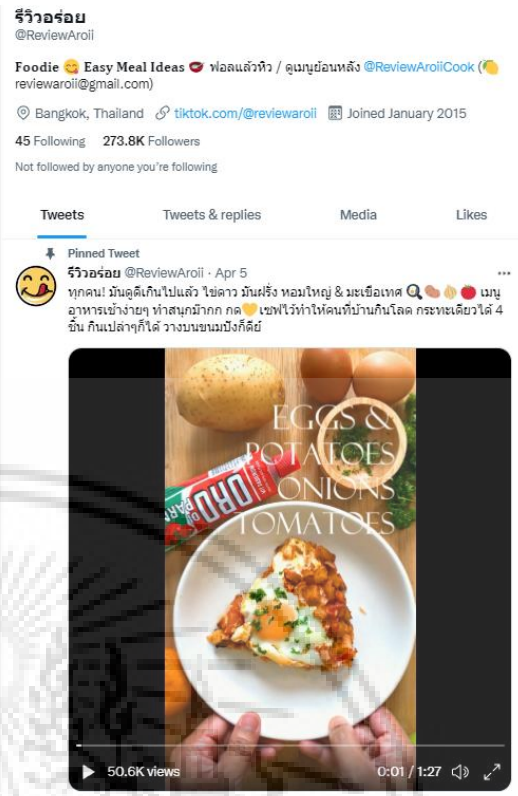 รีวิวอร่อย
@ReviewAroii
Foodie 😋 Easy Meal Ideas 🍲 ฟอลแล้วหิว / ดูเมนูย้อนหลัง @ReviewAroiiCook (🍋
reviewaroii@gmail.com)
Bangkok, Thailand tiktok.com/@reviewaroii Joined January 2015
45 Following 273.8K Followers
Not followed by anyone you're following
Tweets Tweets & replies Media Likes
Pinned Tweet
รีวิวอร่อย @ReviewAroii · Apr 5 ...
ทุกคน! มันดูดีเกินไปแล้ว ไข่ดาว มันฝรั่ง หอมใหญ่ & มะเขือเทศ 🍳🥔🧅🍅 เมนู
อาหารเช้าง่ายๆ ทำสนุกม๊ากก กด💛เซฟไว้ทำให้คนที่บ้านกินโลด กระทะเดียวได้ 4
ชิ้น กินเปล่าๆก็ได้ วางบนขนมปังก็ดีย์
EGGS &
POTATOES
ONIONS
TOMATOES
ORO
DI PARMA
50.6K views 0:01 / 1:27